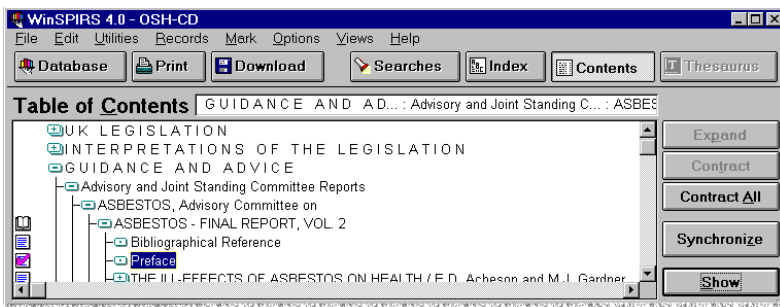 WinSPIRS 4.0 - OSH-CD
File Edit Utilities Records Mark Options Views Help
Database Print Download Searches Index Contents Thesaurus
Table of Contents GUIDANCE AND AD... : Advisory and Joint Standing C... : ASBES
UK LEGISLATION
INTERPRETATIONS OF THE LEGISLATION
GUIDANCE AND ADVICE
Advisory and Joint Standing Committee Reports
ASBESTOS, Advisory Committee on
ASBESTOS - FINAL REPORT, VOL. 2
Bibliographical Reference
Preface
THE ILL-EFFECTS OF ASBESTOS ON HEALTH / E.D. Acheson and M.J. Gardner
Expand
Contract
Contract All
Synchronize
Show